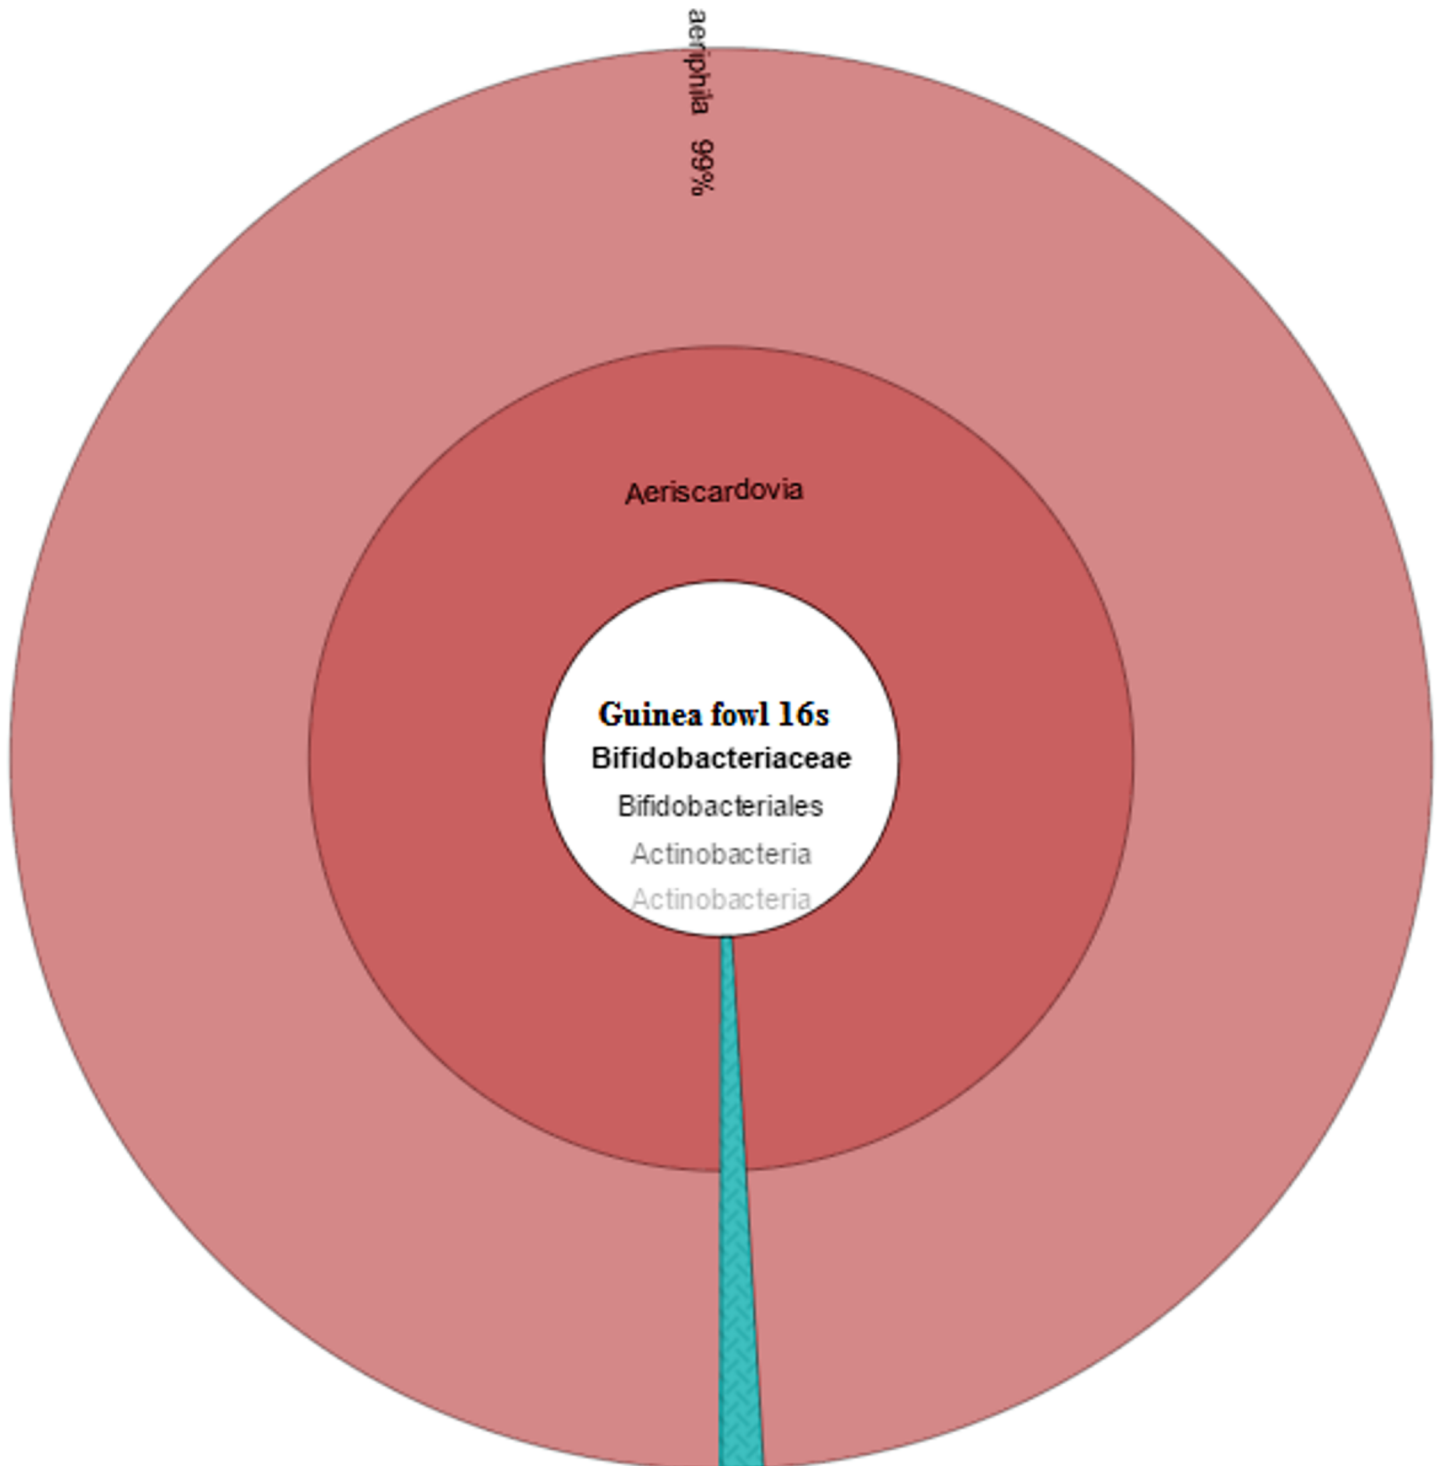 aeriphila 99%
Aeriscardovia
Guinea fowl 16s
Bifidobacteriaceae
Bifidobacteriales
Actinobacteria
Actinobacteria